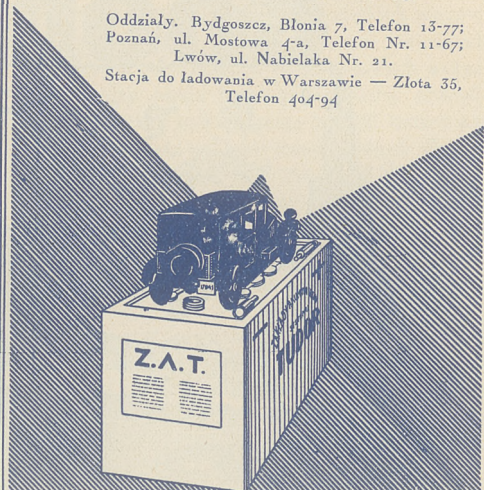 Oddziały. Bydgoszcz, Błonia 7, Telefon 13-77;
Poznań, ul. Mostowa 4-a, Telefon Nr. 11-67;
Lwów, ul. Nabielaka Nr. 21.
Stacja do ładowania w Warszawie — Złota 35,
Telefon 404-94
Z.A.T.
TUDOR